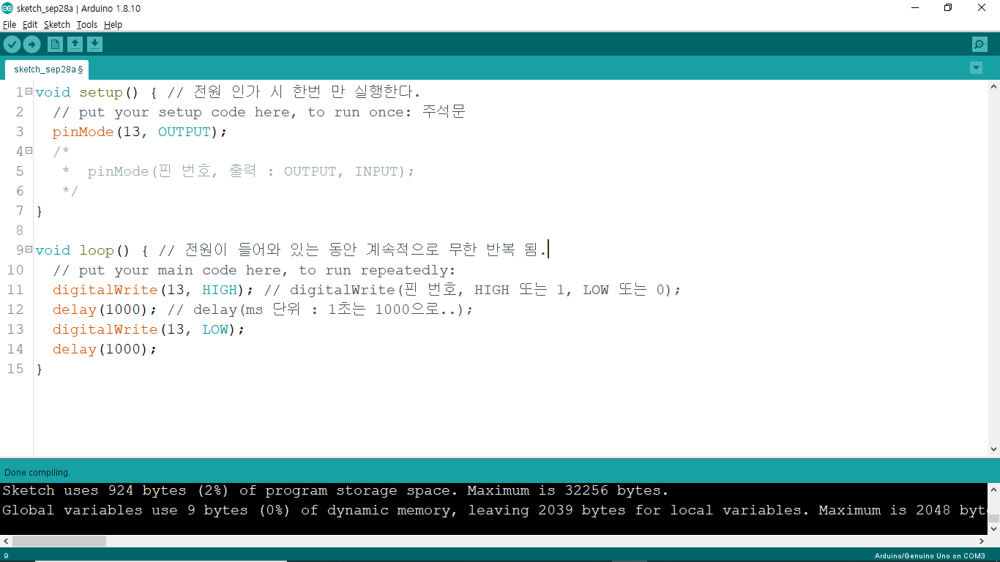 sketch_sep28a | Arduino 1.8.10
File Edit Sketch Tools Help
sketch_sep28a §
1 void setup() { // 전원 인가 시 한번 만 실행한다.
2 // put your setup code here, to run once: 주석문
3 pinMode(13, OUTPUT);
4 /*
5 * pinMode(핀 번호, 출력 : OUTPUT, INPUT);
6 */
7 }
8
9 void loop() { // 전원이 들어와 있는 동안 계속적으로 무한 반복 됨.
10 // put your main code here, to run repeatedly:
11 digitalWrite(13, HIGH); // digitalWrite(핀 번호, HIGH 또는 1, LOW 또는 0);
12 delay(1000); // delay(ms 단위 : 1초는 1000으로..);
13 digitalWrite(13, LOW);
14 delay(1000);
15 }
Done compiling.
Sketch uses 924 bytes (2%) of program storage space. Maximum is 32256 bytes.
Global variables use 9 bytes (0%) of dynamic memory, leaving 2039 bytes for local variables. Maximum is 2048 byt
9 Arduino/Genuino Uno on COM3